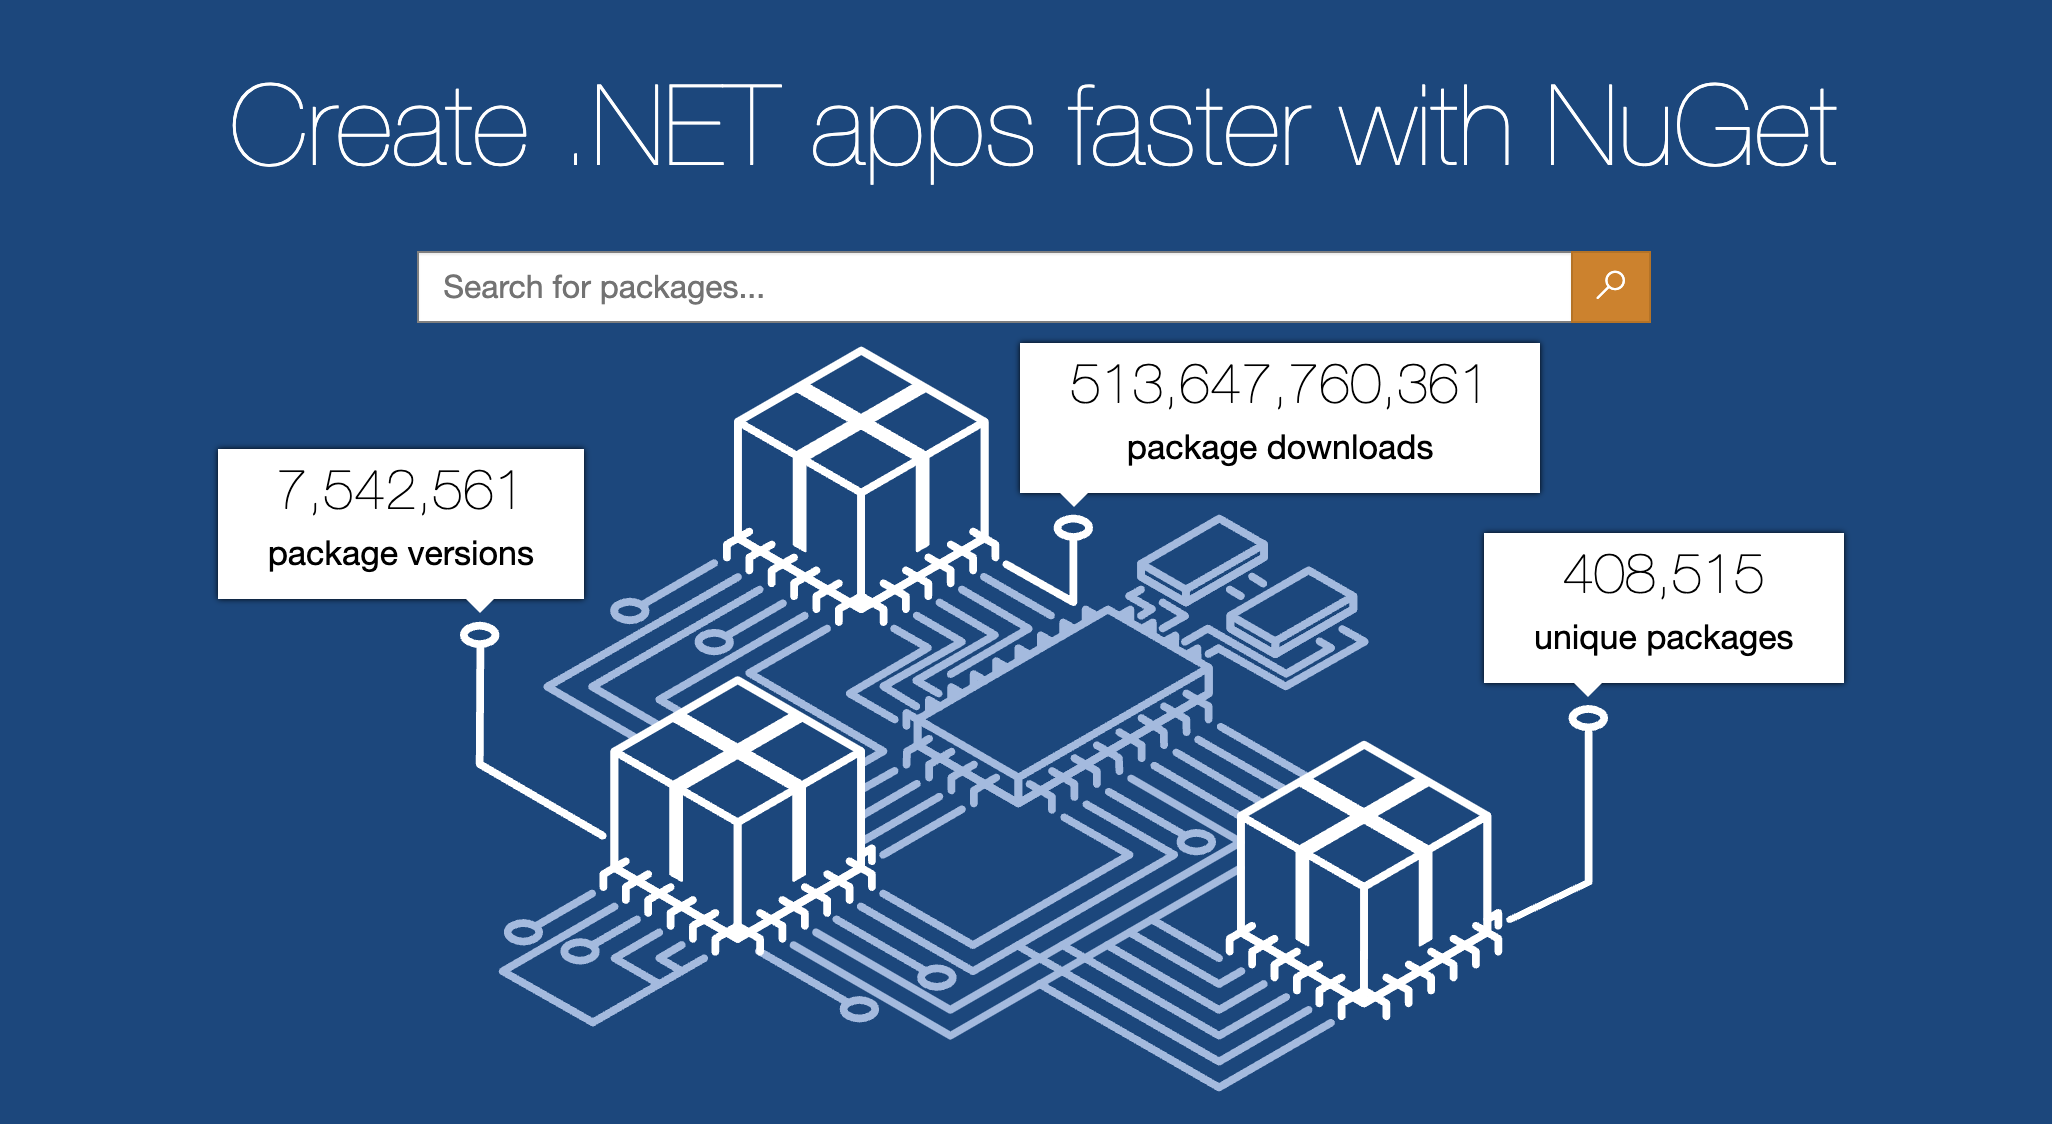 Create .NET apps faster with NuGet
Search for packages...
513,647,760,361
package downloads
7,542,561
package versions
408,515
unique packages